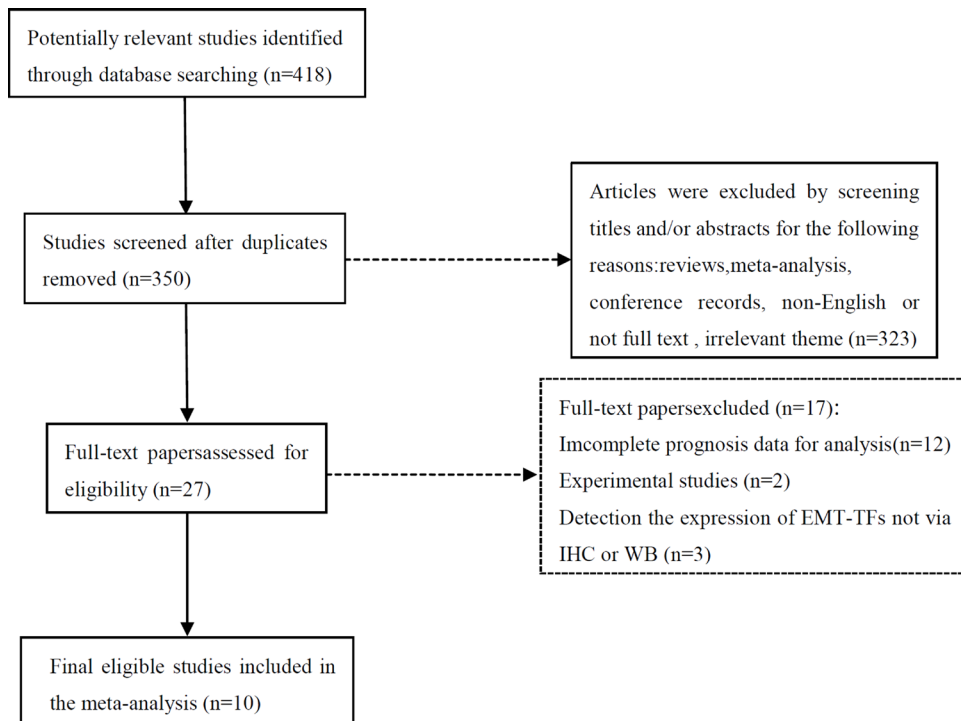 Potentially relevant studies identified
through database searching (n=418)
Studies screened after duplicates
removed (n=350)
Articles were excluded by screening
titles and/or abstracts for the following
reasons:reviews,meta-analysis,
conference records, non-English or
not full text , irrelevant theme (n=323)
Full-text papersassessed for
eligibility (n=27)
Full-text papersexcluded (n=17):
Imcomplete prognosis data for analysis(n=12)
Experimental studies (n=2)
Detection the expression of EMT-TFs not via
IHC or WB (n=3)
Final eligible studies included in
the meta-analysis (n=10)